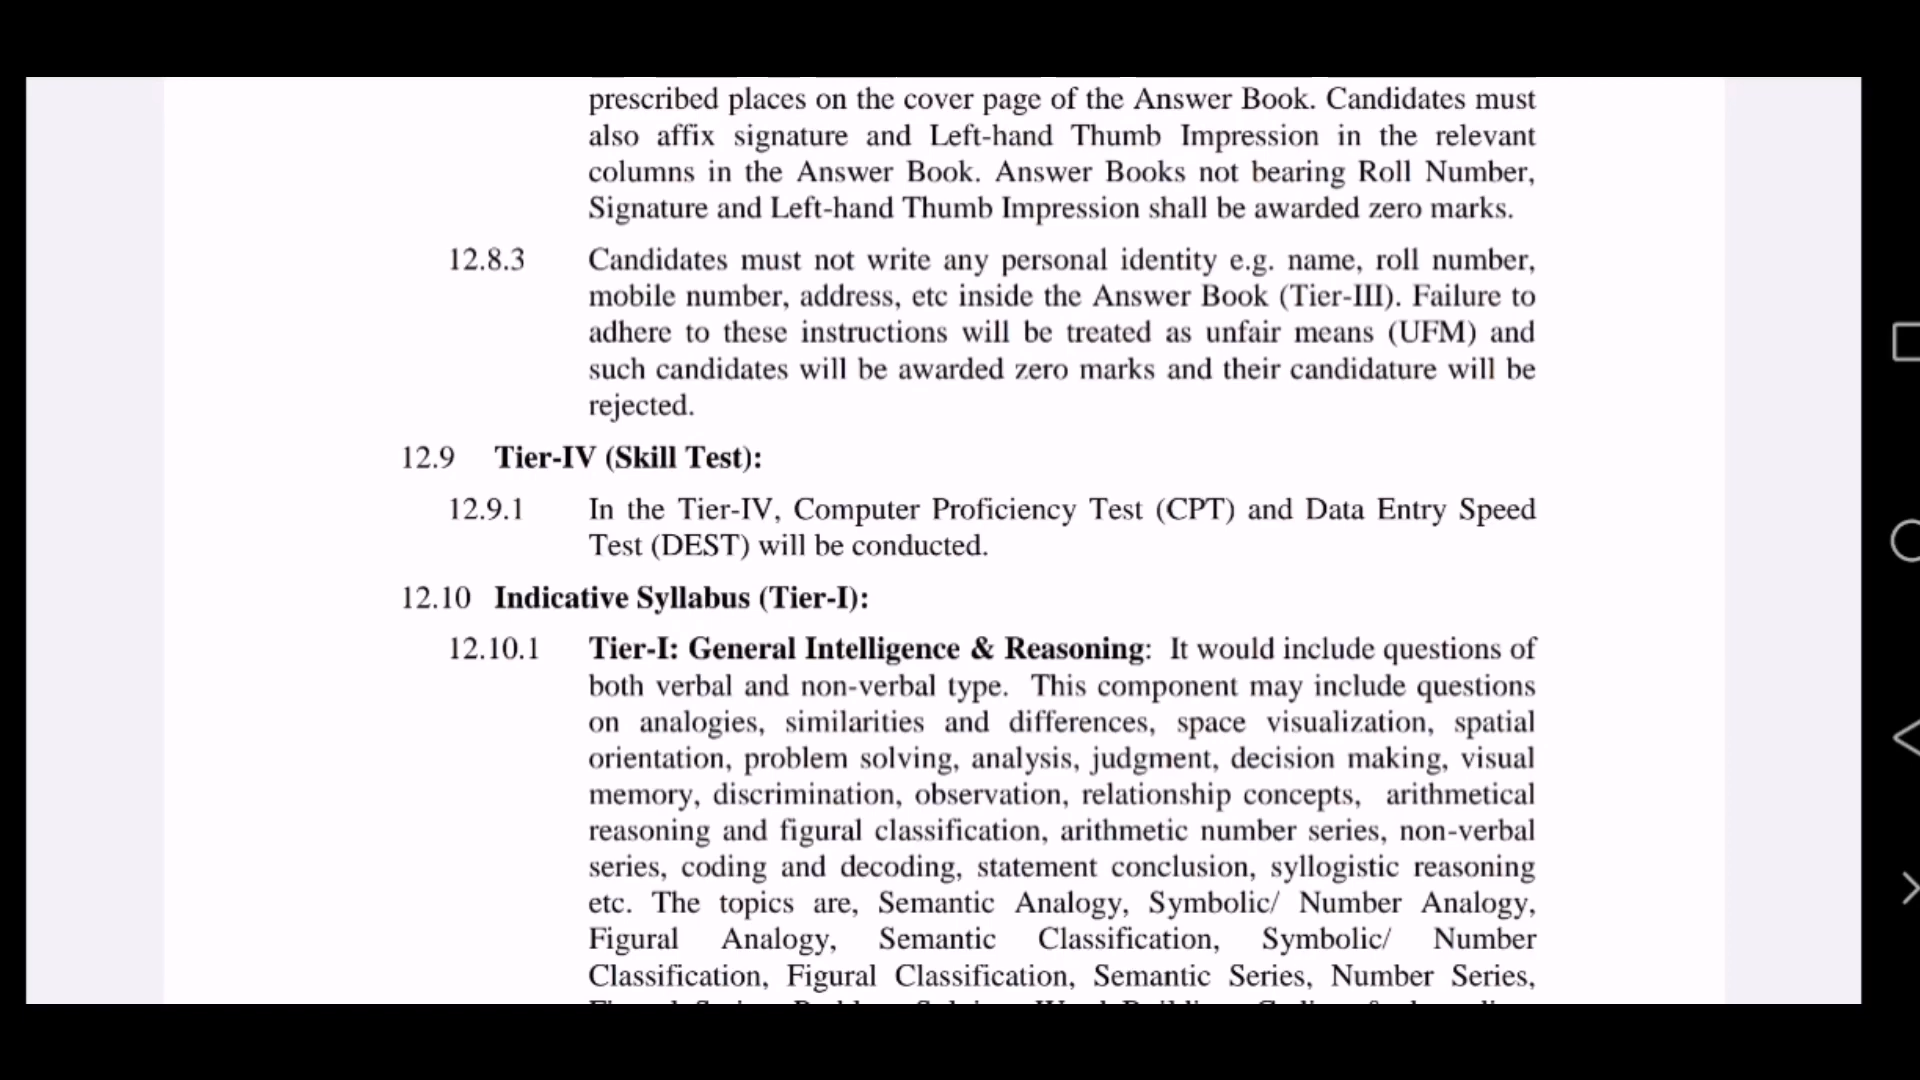 prescribed places on the cover page of the Answer Book. Candidates must
also affix signature and Left-hand Thumb Impression in the relevant
columns in the Answer Book. Answer Books not bearing Roll Number,
Signature and Left-hand Thumb Impression shall be awarded zero marks.
12.8.3 Candidates must not write any personal identity e.g. name, roll number,
mobile number, address, etc inside the Answer Book (Tier-III). Failure to
adhere to these instructions will be treated as unfair means (UFM) and
such candidates will be awarded zero marks and their candidature will be
rejected.
12.9 Tier-IV (Skill Test):
12.9.1 In the Tier-IV, Computer Proficiency Test (CPT) and Data Entry Speed
Test (DEST) will be conducted.
12.10 Indicative Syllabus (Tier-I):
12.10.1 Tier-I: General Intelligence & Reasoning: It would include questions of
both verbal and non-verbal type. This component may include questions
on analogies, similarities and differences, space visualization, spatial
orientation, problem solving, analysis, judgment, decision making, visual
memory, discrimination, observation, relationship concepts, arithmetical
reasoning and figural classification, arithmetic number series, non-verbal
series, coding and decoding, statement conclusion, syllogistic reasoning
etc. The topics are, Semantic Analogy, Symbolic/ Number Analogy,
Figural Analogy, Semantic Classification, Symbolic/ Number
Classification, Figural Classification, Semantic Series, Number Series,